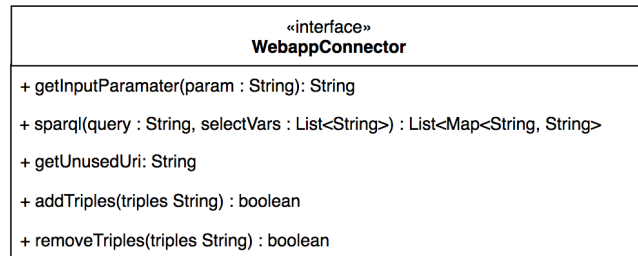 «interface»
WebappConnector
+ getInputParamater(param : String): String
+ sparql(query : String, selectVars : List<String>) : List<Map<String, String>
+ getUnusedUri: String
+ addTriples(triples String) : boolean
+ removeTriples(triples String) : boolean